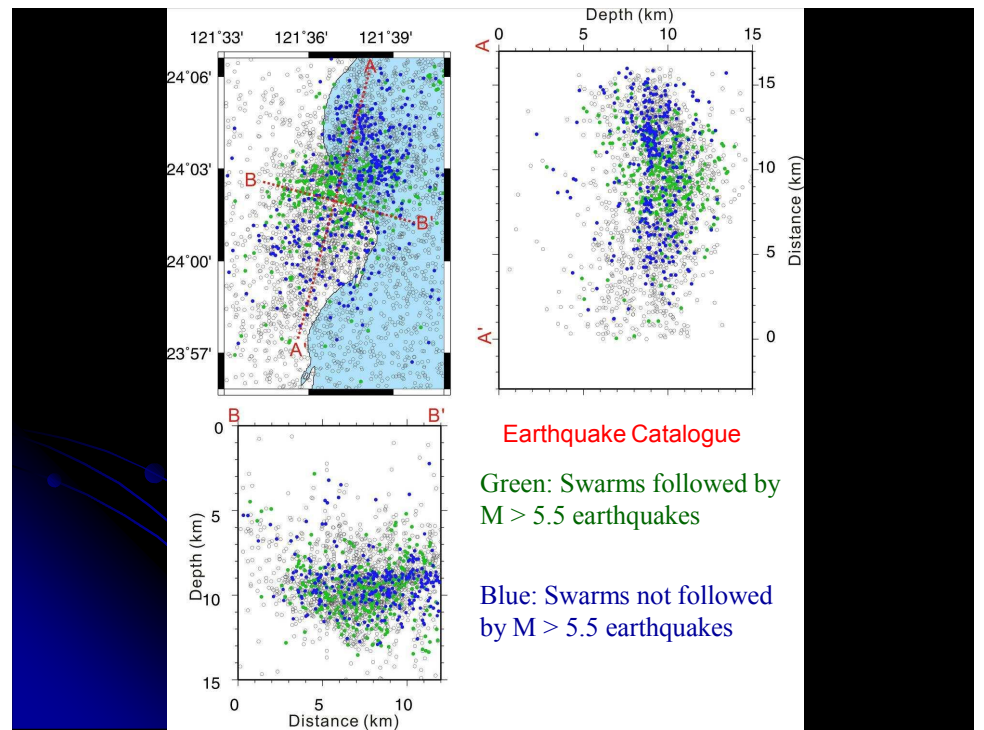 Depth (km)
121°33' 121°36' 121°39'
A 0 5 10 15
24°06'
24°03'
24°00'
23°57'
A
B
B'
A'
15
10
5
0
Distance (km)
A'
B B'
0
5
10
15
Depth (km)
0 5 10
Distance (km)
Earthquake Catalogue
Green: Swarms followed by
M > 5.5 earthquakes
Blue: Swarms not followed
by M > 5.5 earthquakes